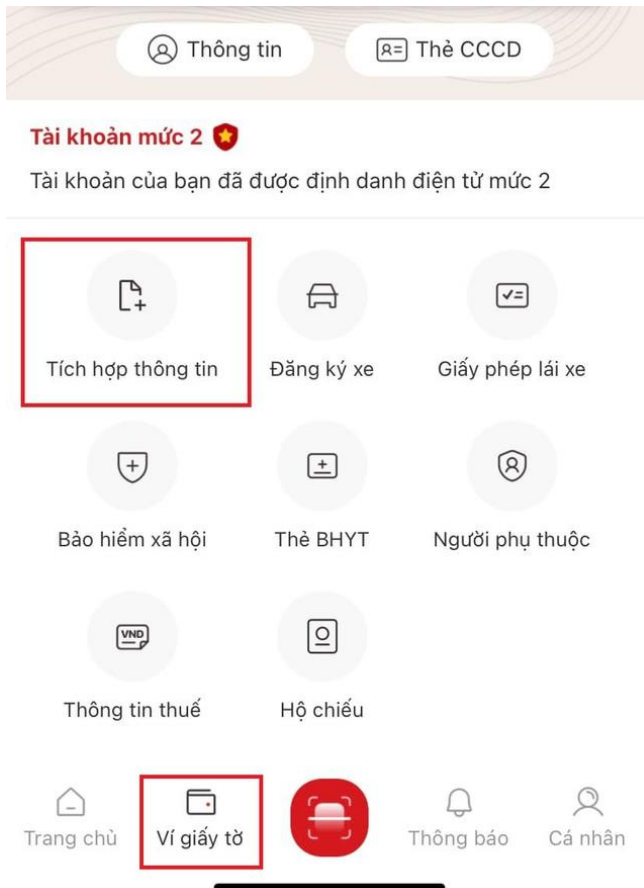 Thông tin
Thẻ CCCD
Tài khoản mức 2
Tài khoản của bạn đã được định danh điện tử mức 2
Tích hợp thông tin
Đăng ký xe
Giấy phép lái xe
Bảo hiểm xã hội
Thẻ BHYT
Người phụ thuộc
VND
Thông tin thuế
Hộ chiếu
Trang chủ
Ví giấy tờ
Thông báo
Cá nhân